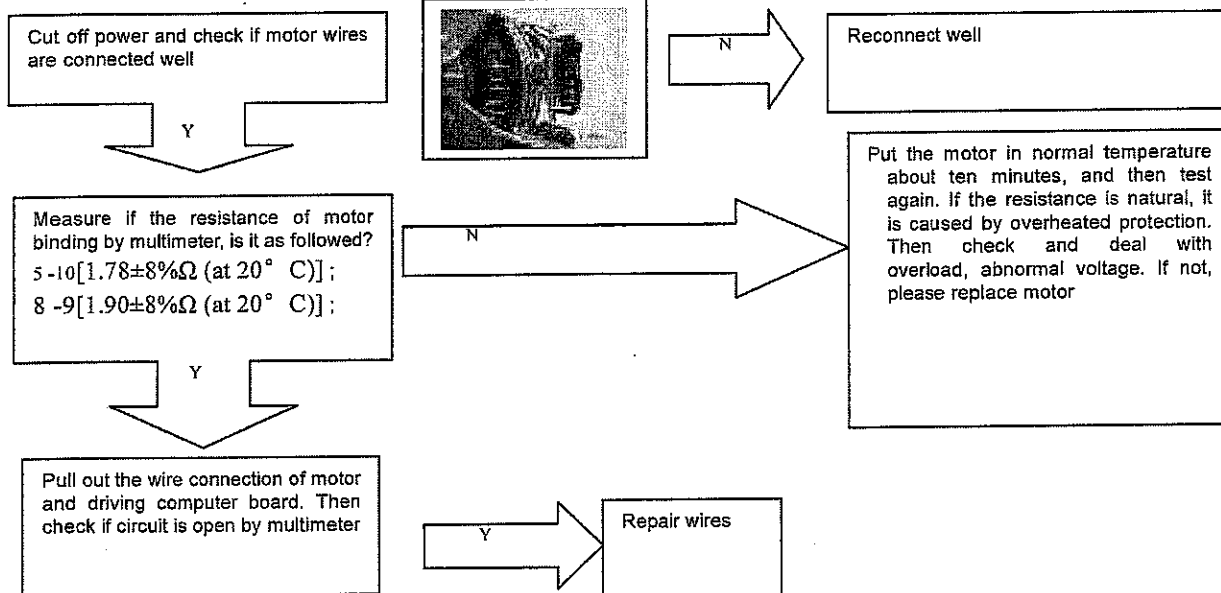 Cut off power and check if motor wires
are connected well
N
Reconnect well
Y
Measure if the resistance of motor
binding by multimeter, is it as followed?
5 -10[1.78±8%Ω (at 20° C)] ;
8 -9[1.90±8%Ω (at 20° C)] ;
N
Put the motor in normal temperature
about ten minutes, and then test
again. If the resistance is natural, it
is caused by overheated protection.
Then check and deal with
overload, abnormal voltage. If not,
please replace motor
Y
Pull out the wire connection of motor
and driving computer board. Then
check if circuit is open by multimeter
Y
Repair wires